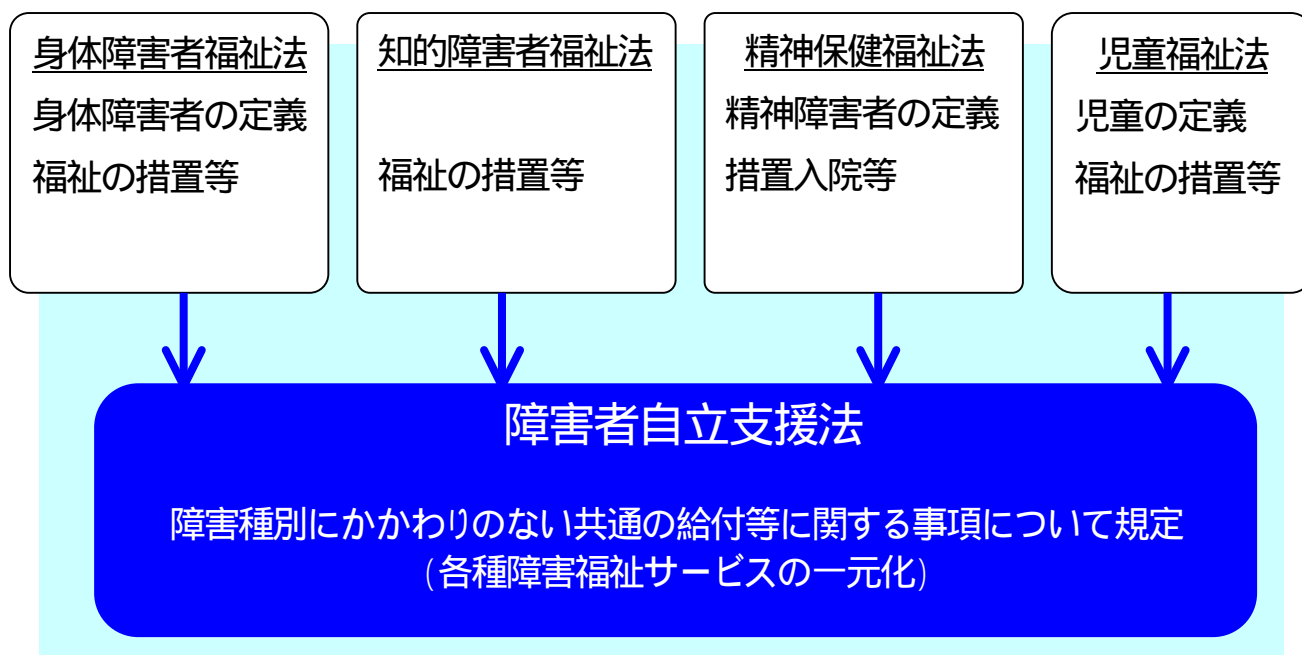 身体障害者福祉法
身体障害者の定義
福祉の措置等
知的障害者福祉法
福祉の措置等
精神保健福祉法
精神障害者の定義
措置入院等
児童福祉法
児童の定義
福祉の措置等
障害者自立支援法
障害種別にかかわりのない共通の給付等に関する事項について規定
(各種障害福祉サービスの一元化)